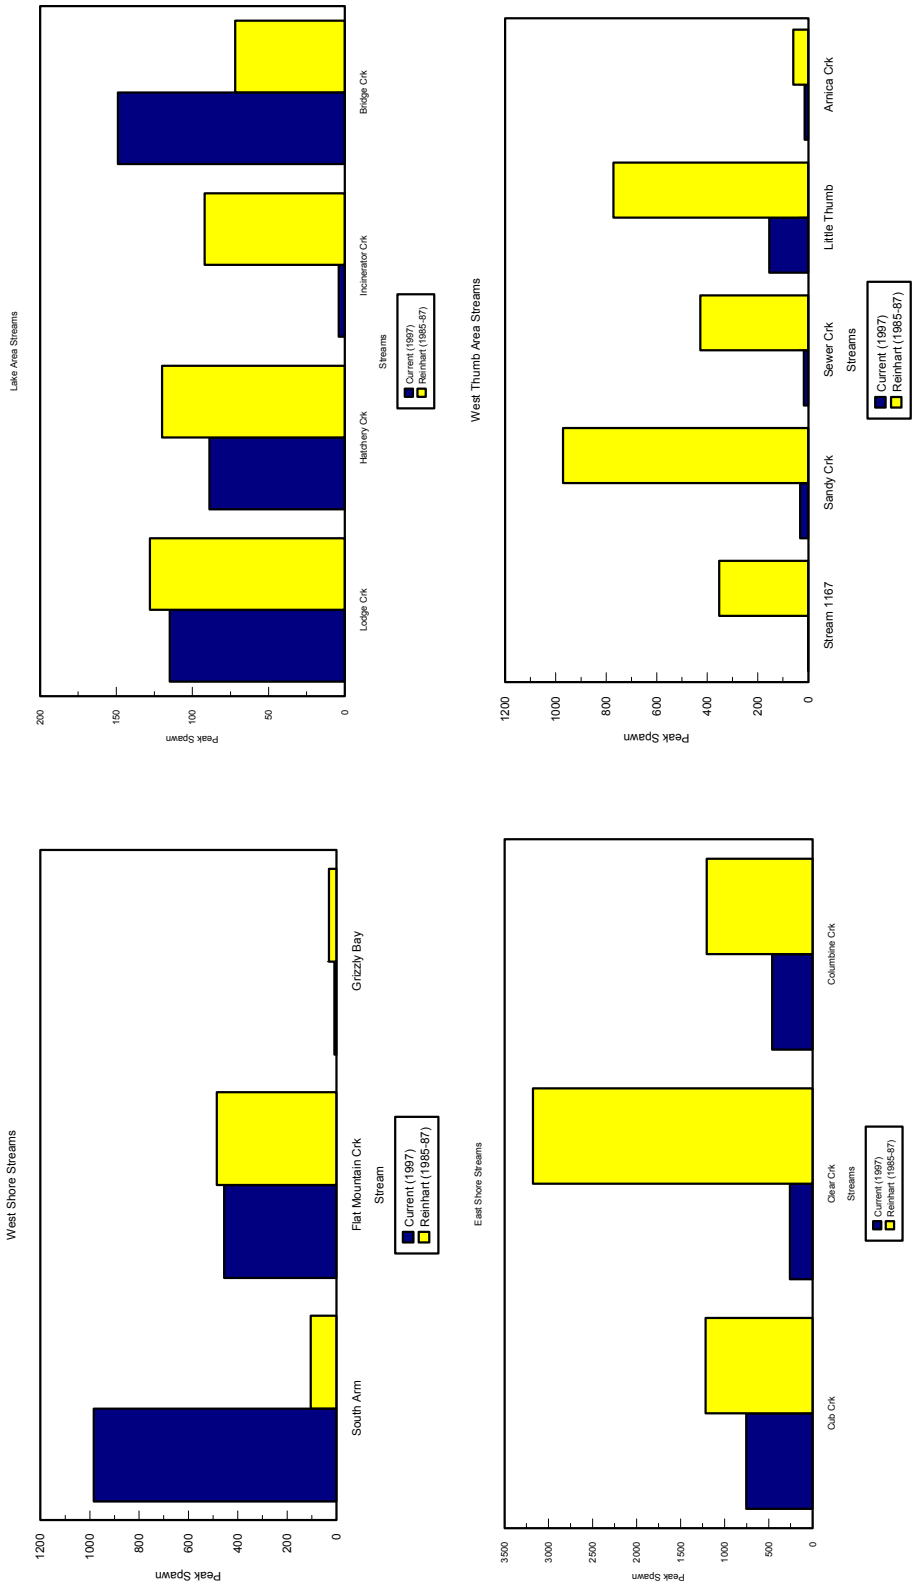 West Shore Streams
1200
1000
800
600
400
200
0
Peak Spawn
South Arm
Flat Mountain Crk
Grizzly Bay
Stream
Current (1997)
Reinhart (1985-87)
Lake Area Streams
200
150
100
50
0
Peak Spawn
Lodge Crk
Hatchery Crk
Incinerator Crk
Bridge Crk
Streams
Current (1997)
Reinhart (1985-87)
East Shore Streams
3500
3000
2500
2000
1500
1000
500
0
Peak Spawn
Cub Crk
Clear Crk
Columbine Crk
Streams
Current (1997)
Reinhart (1985-87)
West Thumb Area Streams
1200
1000
800
600
400
200
0
Peak Spawn
Stream 1167
Sandy Crk
Sewer Crk
Little Thumb
Arnica Crk
Streams
Current (1997)
Reinhart (1985-87)